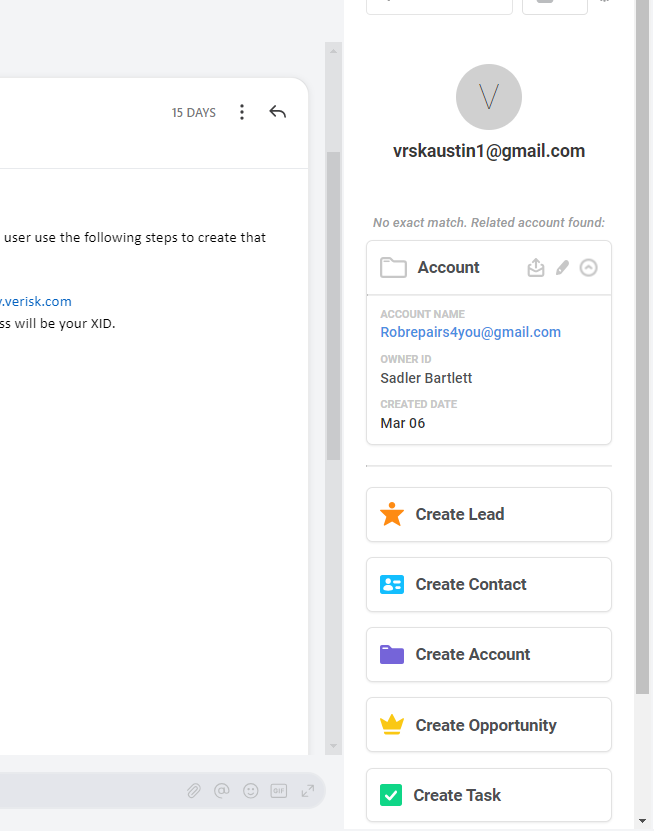 15 DAYS
user use the following steps to create that
.verisk.com
ss will be your XID.
GIF
V
vrskaustin1@gmail.com
No exact match. Related account found:
Account
ACCOUNT NAME
Robrepairs4you@gmail.com
OWNER ID
Sadler Bartlett
CREATED DATE
Mar 06
Create Lead
Create Contact
Create Account
Create Opportunity
Create Task